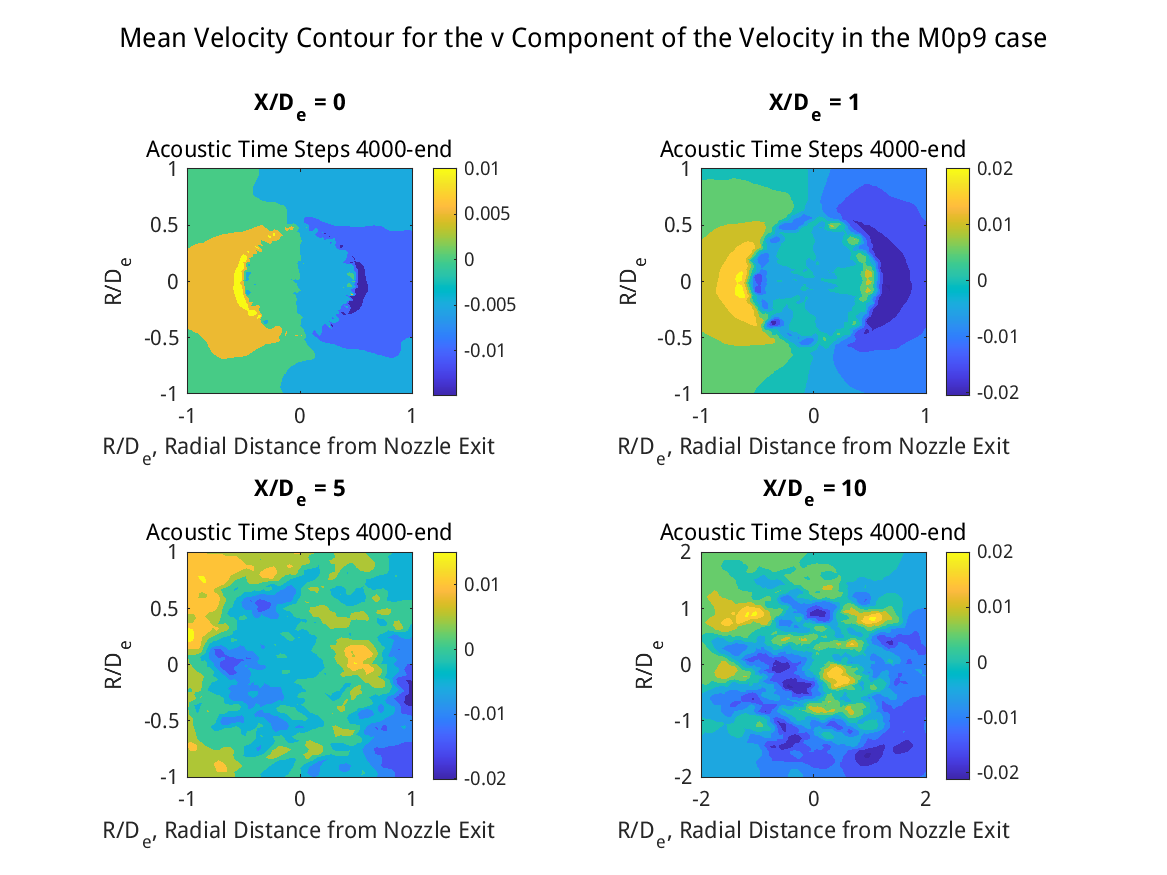 Mean Velocity Contour for the v Component of the Velocity in the M0p9 case
X/De = 0
Acoustic Time Steps 4000-end
1
0.5
0
-0.5
-1
R/De
-1 0 1
R/De, Radial Distance from Nozzle Exit
0.01
0.005
0
-0.005
-0.01
X/De = 1
Acoustic Time Steps 4000-end
1
0.5
0
-0.5
-1
R/De
-1 0 1
R/De, Radial Distance from Nozzle Exit
0.02
0.01
0
-0.01
-0.02
X/De = 5
Acoustic Time Steps 4000-end
1
0.5
0
-0.5
-1
R/De
-1 0 1
R/De, Radial Distance from Nozzle Exit
0.01
0
-0.01
-0.02
X/De = 10
Acoustic Time Steps 4000-end
2
1
0
-1
-2
R/De
-2 0 2
R/De, Radial Distance from Nozzle Exit
0.02
0.01
0
-0.01
-0.02